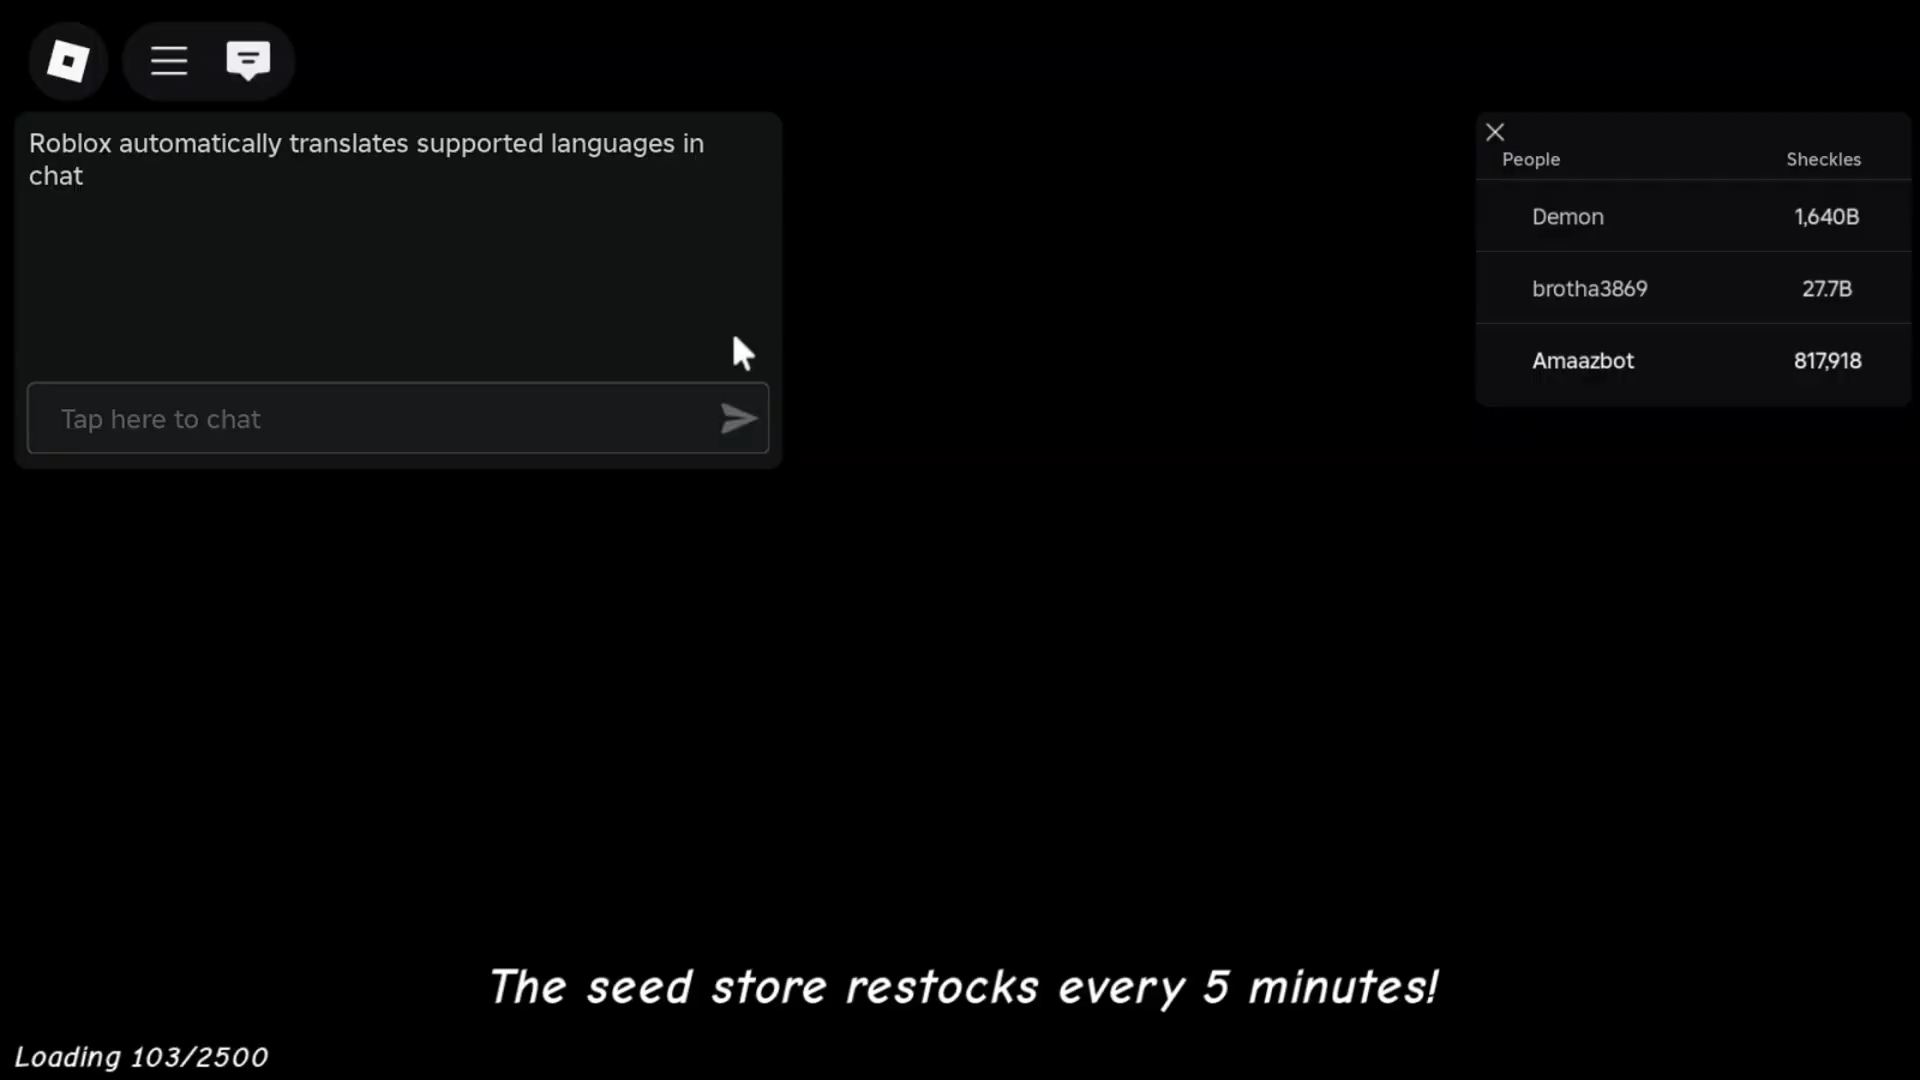 Roblox automatically translates supported languages in
chat
Tap here to chat
People Sheckles
Demon 1,640B
brotha3869 27.7B
Amaazbot 817,918
The seed store restocks every 5 minutes!
Loading 103/2500